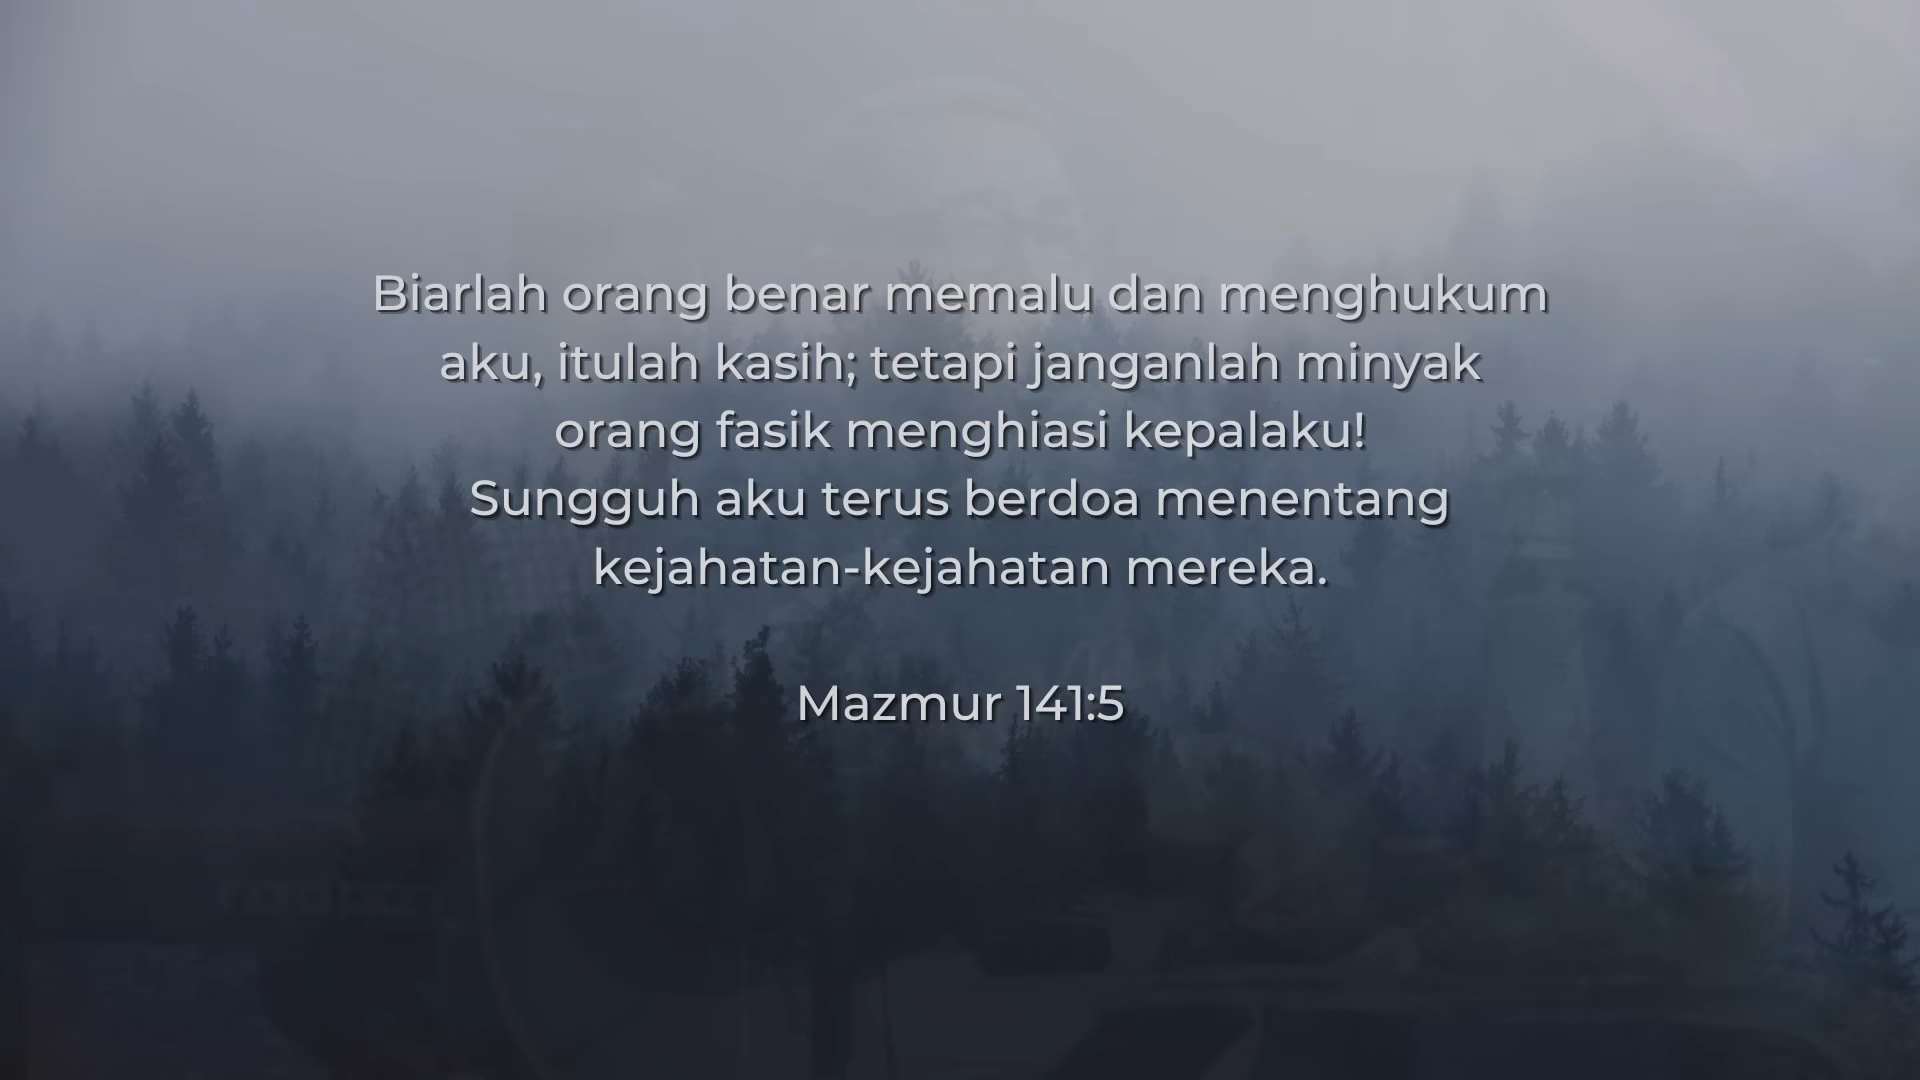 Biarlah orang benar memalu dan menghukum
aku, itulah kasih; tetapi janganlah minyak
orang fasik menghiasi kepalaku!
Sungguh aku terus berdoa menentang
kejahatan-kejahatan mereka.
Mazmur 141:5